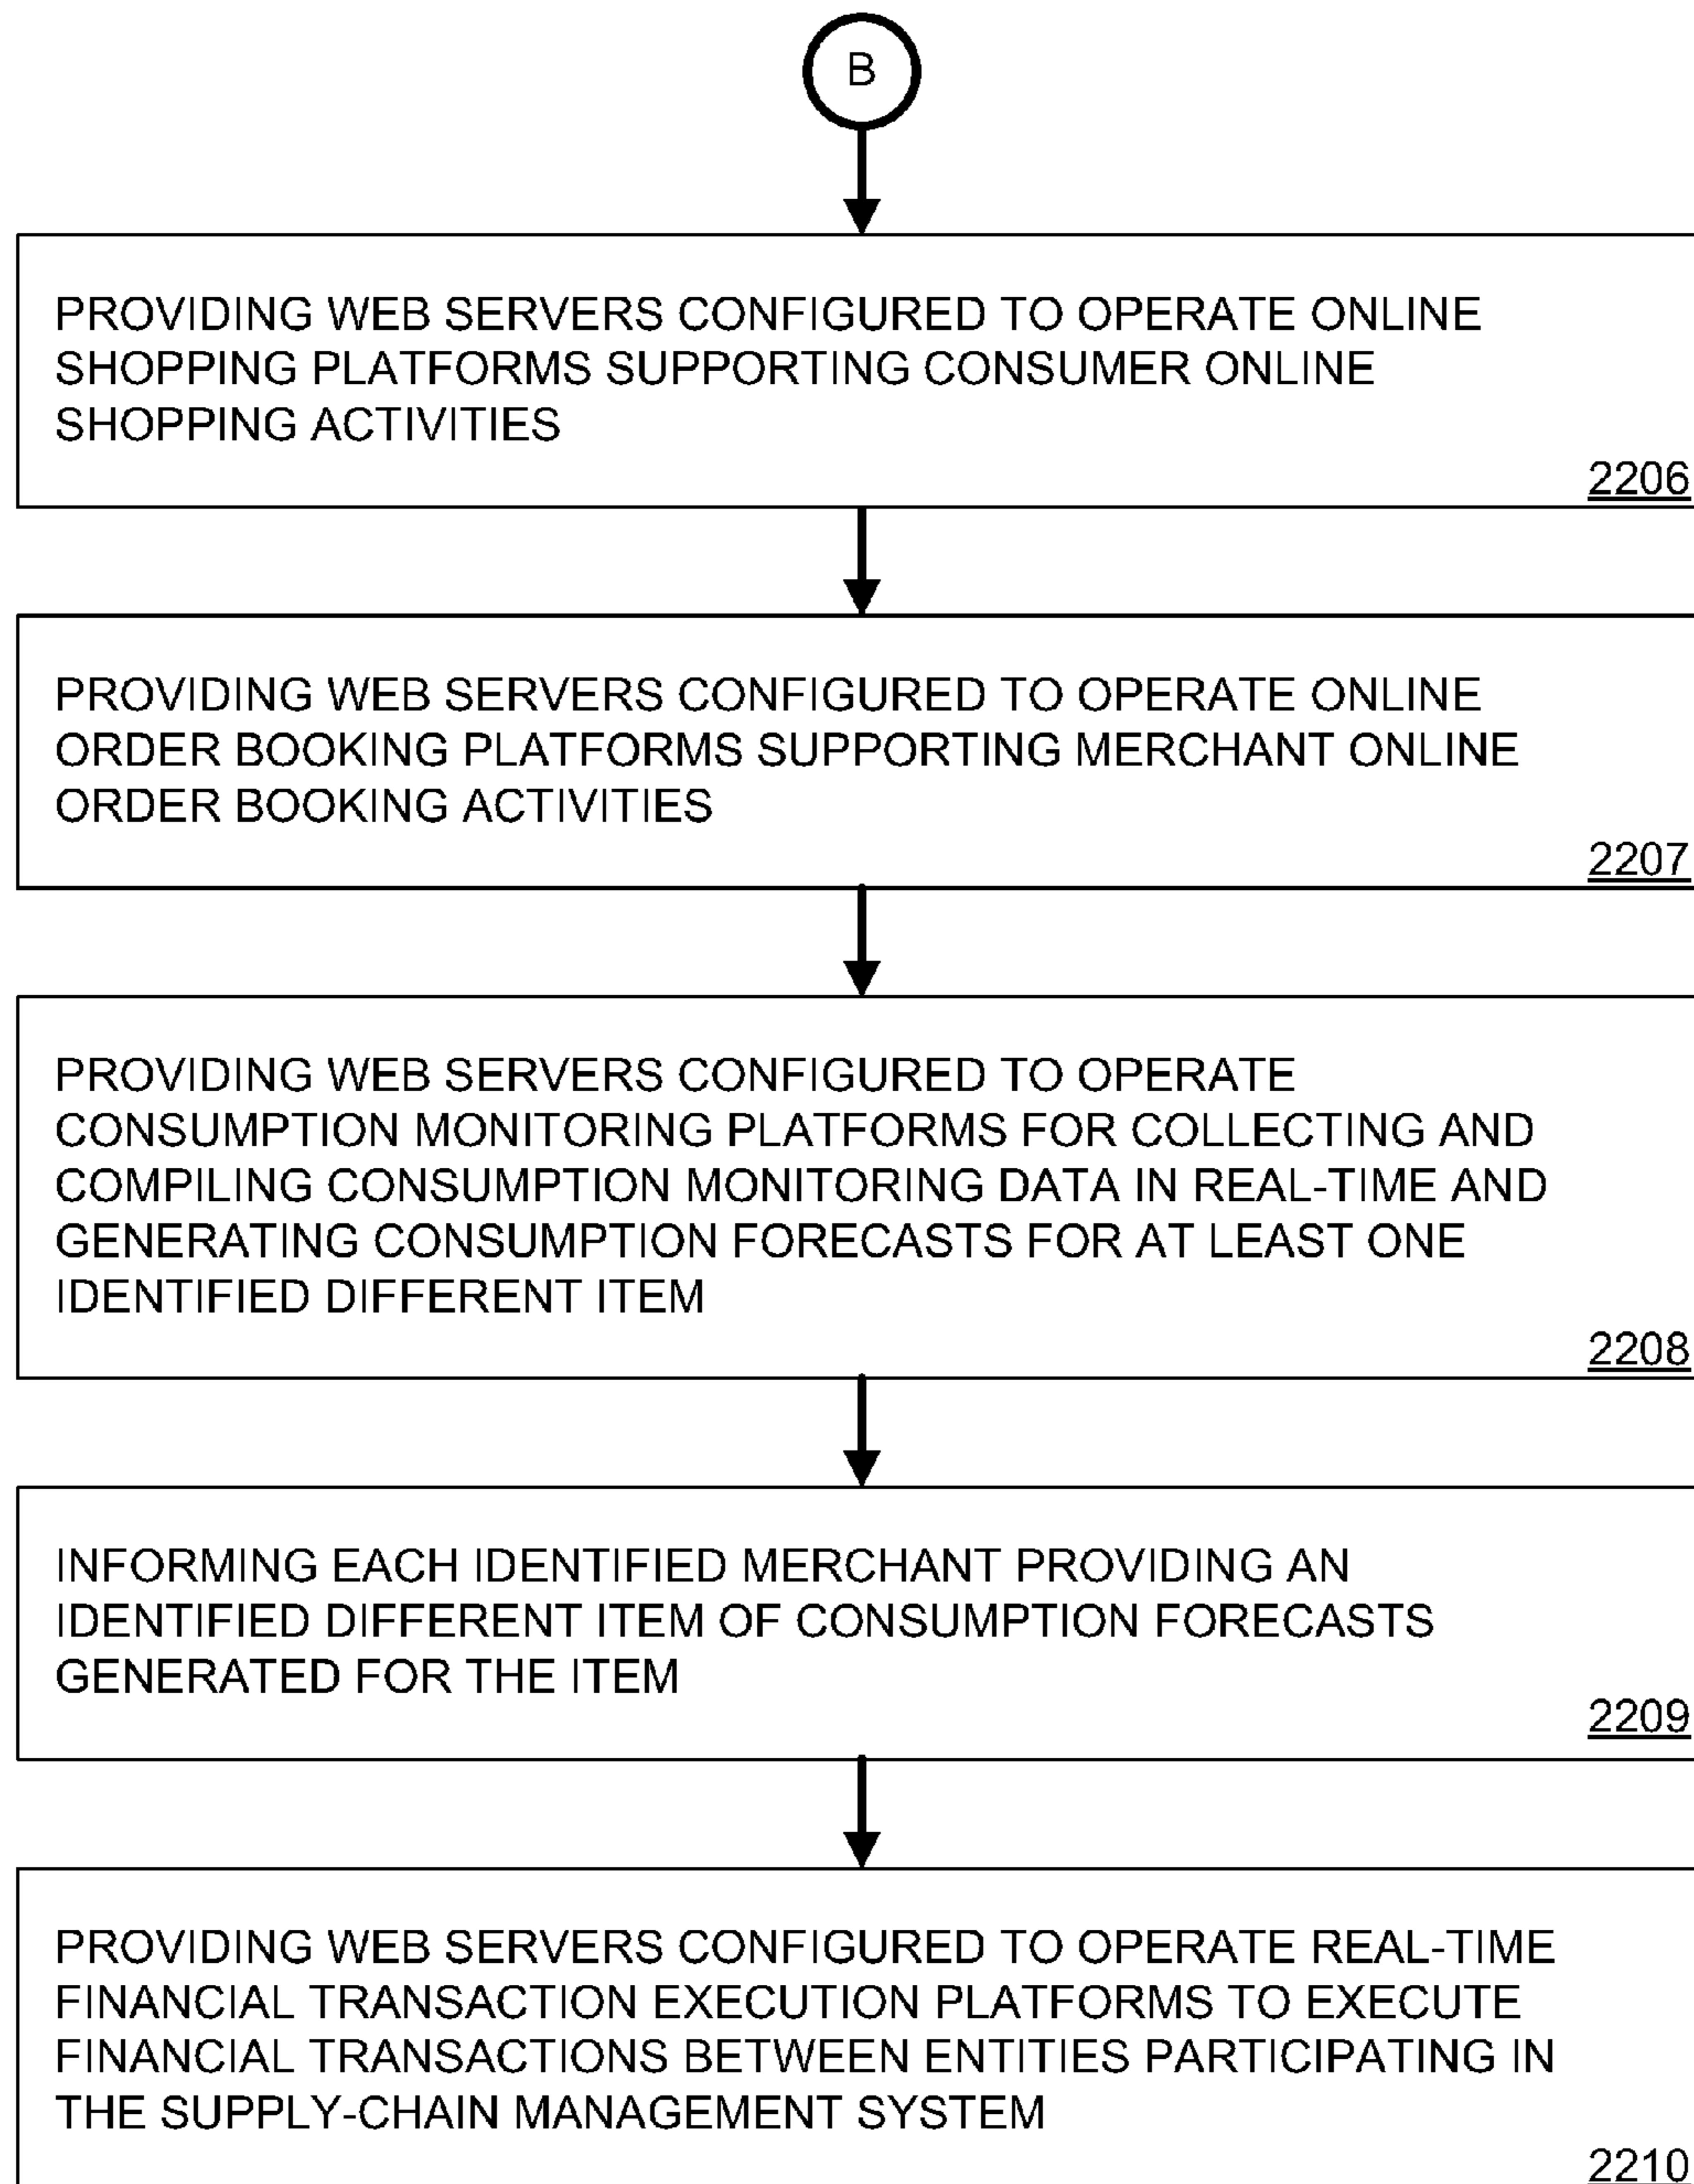 B
PROVIDING WEB SERVERS CONFIGURED TO OPERATE ONLINE
SHOPPING PLATFORMS SUPPORTING CONSUMER ONLINE
SHOPPING ACTIVITIES
2206
PROVIDING WEB SERVERS CONFIGURED TO OPERATE ONLINE
ORDER BOOKING PLATFORMS SUPPORTING MERCHANT ONLINE
ORDER BOOKING ACTIVITIES
2207
PROVIDING WEB SERVERS CONFIGURED TO OPERATE
CONSUMPTION MONITORING PLATFORMS FOR COLLECTING AND
COMPILING CONSUMPTION MONITORING DATA IN REAL-TIME AND
GENERATING CONSUMPTION FORECASTS FOR AT LEAST ONE
IDENTIFIED DIFFERENT ITEM
2208
INFORMING EACH IDENTIFIED MERCHANT PROVIDING AN
IDENTIFIED DIFFERENT ITEM OF CONSUMPTION FORECASTS
GENERATED FOR THE ITEM
2209
PROVIDING WEB SERVERS CONFIGURED TO OPERATE REAL-TIME
FINANCIAL TRANSACTION EXECUTION PLATFORMS TO EXECUTE
FINANCIAL TRANSACTIONS BETWEEN ENTITIES PARTICIPATING IN
THE SUPPLY-CHAIN MANAGEMENT SYSTEM
2210